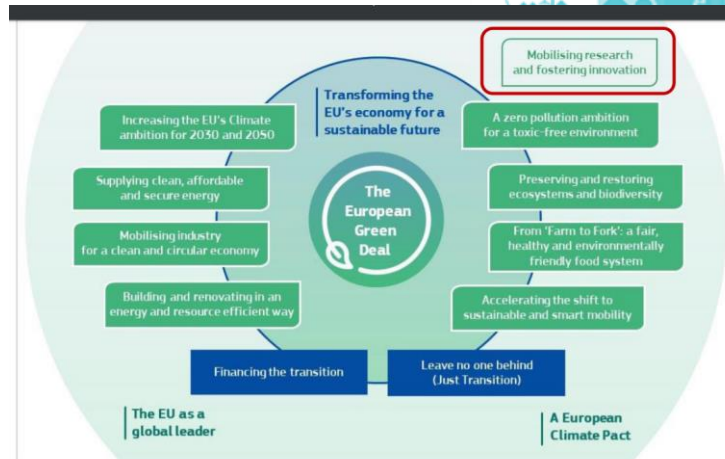 Mobilising research
and fostering innovation
Transforming the
EU's economy for a
sustainable future
Increasing the EU's Climate
ambition for 2030 and 2050
A zero pollution ambition
for a toxic-free environment
Supplying clean, affordable
and secure energy
The
European
Green
Deal
Preserving and restoring
ecosystems and biodiversity
Mobilising industry
for a clean and circular economy
From 'Farm to Fork': a fair,
healthy and environmentally
friendly food system
Building and renovating in an
energy and resource efficient way
Accelerating the shift to
sustainable and smart mobility
Financing the transition
Leave no one behind
(Just Transition)
The EU as a
global leader
A European
Climate Pact